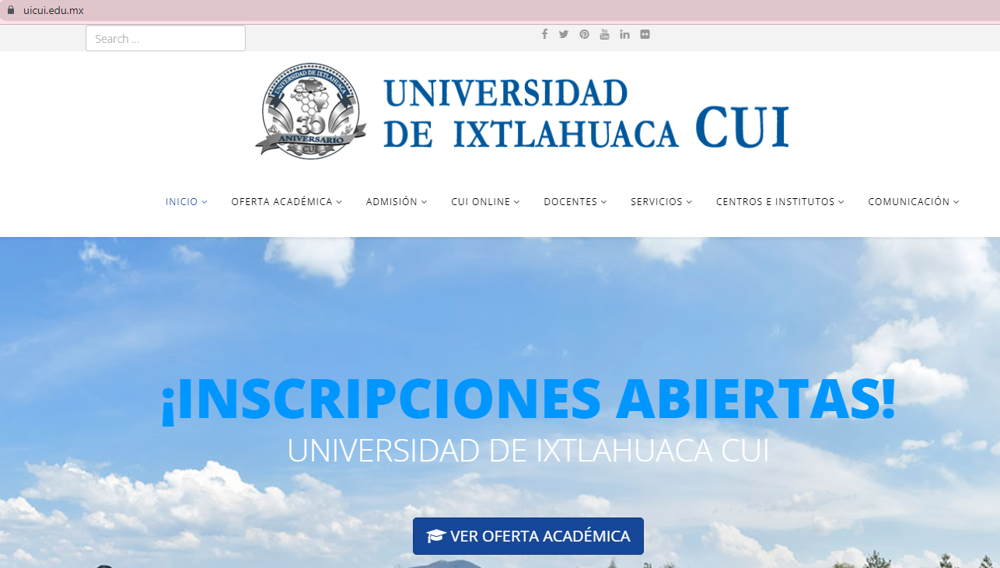 uicui.edu.mx
Search ...
UNIVERSIDAD DE IXTLAHUACA
30
ANIVERSARIO
CUI
UNIVERSIDAD
DE IXTLAHUACA CUI
INICIO OFERTA ACADÉMICA ADMISIÓN CUI ONLINE DOCENTES SERVICIOS CENTROS E INSTITUTOS COMUNICACIÓN
¡INSCRIPCIONES ABIERTAS!
UNIVERSIDAD DE IXTLAHUACA CUI
VER OFERTA ACADÉMICA